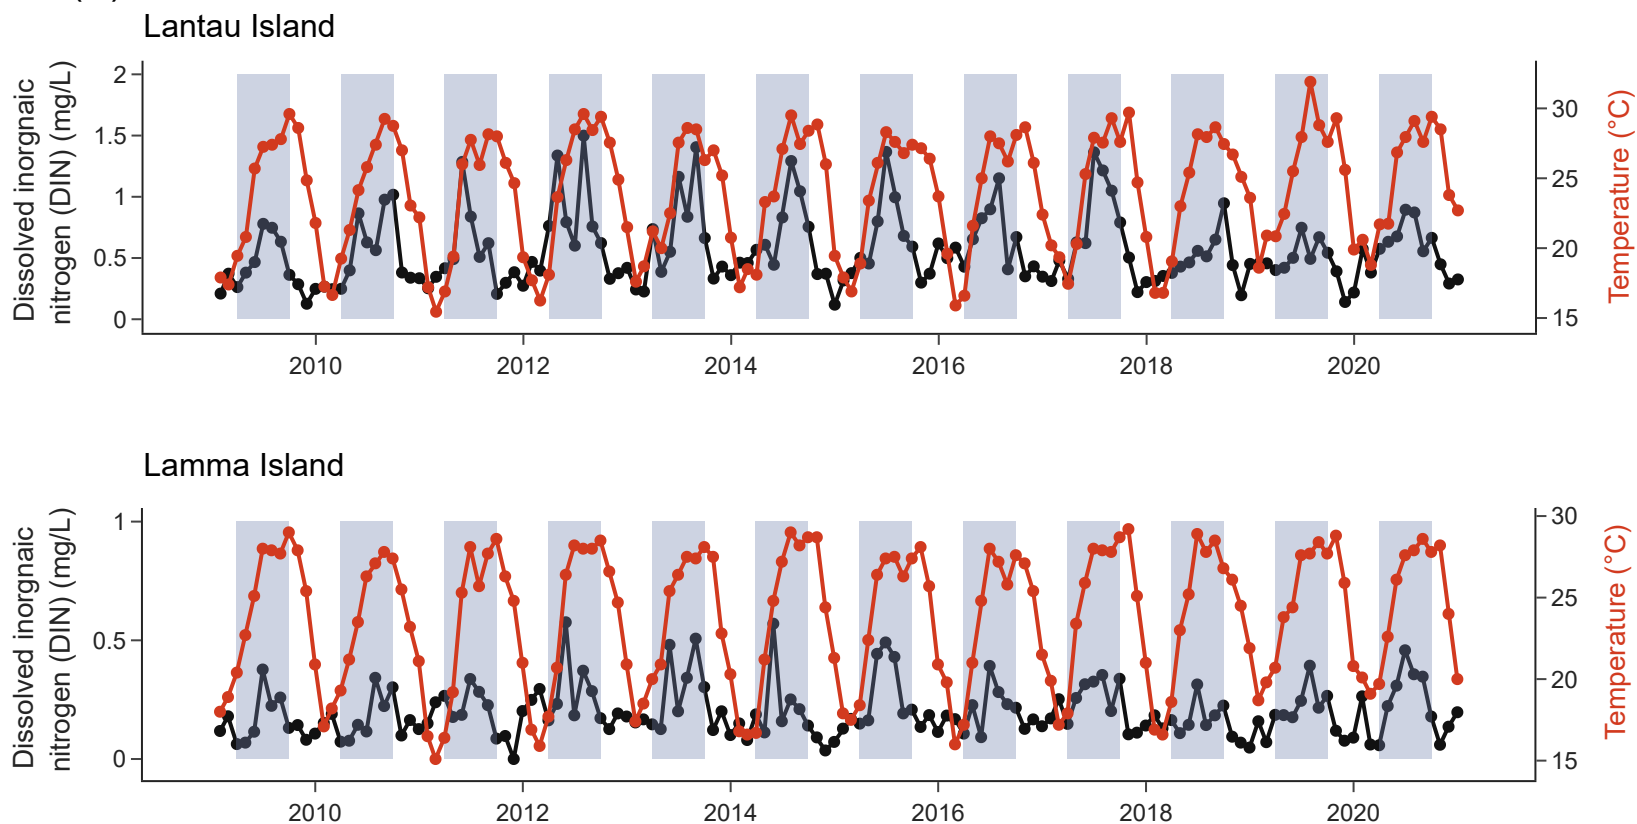 Lantau Island
Dissolved inorgnaic
nitrogen (DIN) (mg/L)
2
1.5
1
0.5
0
30
25
20
15
Temperature (°C)
2010 2012 2014 2016 2018 2020
Lamma Island
Dissolved inorgnaic
nitrogen (DIN) (mg/L)
1
0.5
0
30
25
20
15
Temperature (°C)
2010 2012 2014 2016 2018 2020